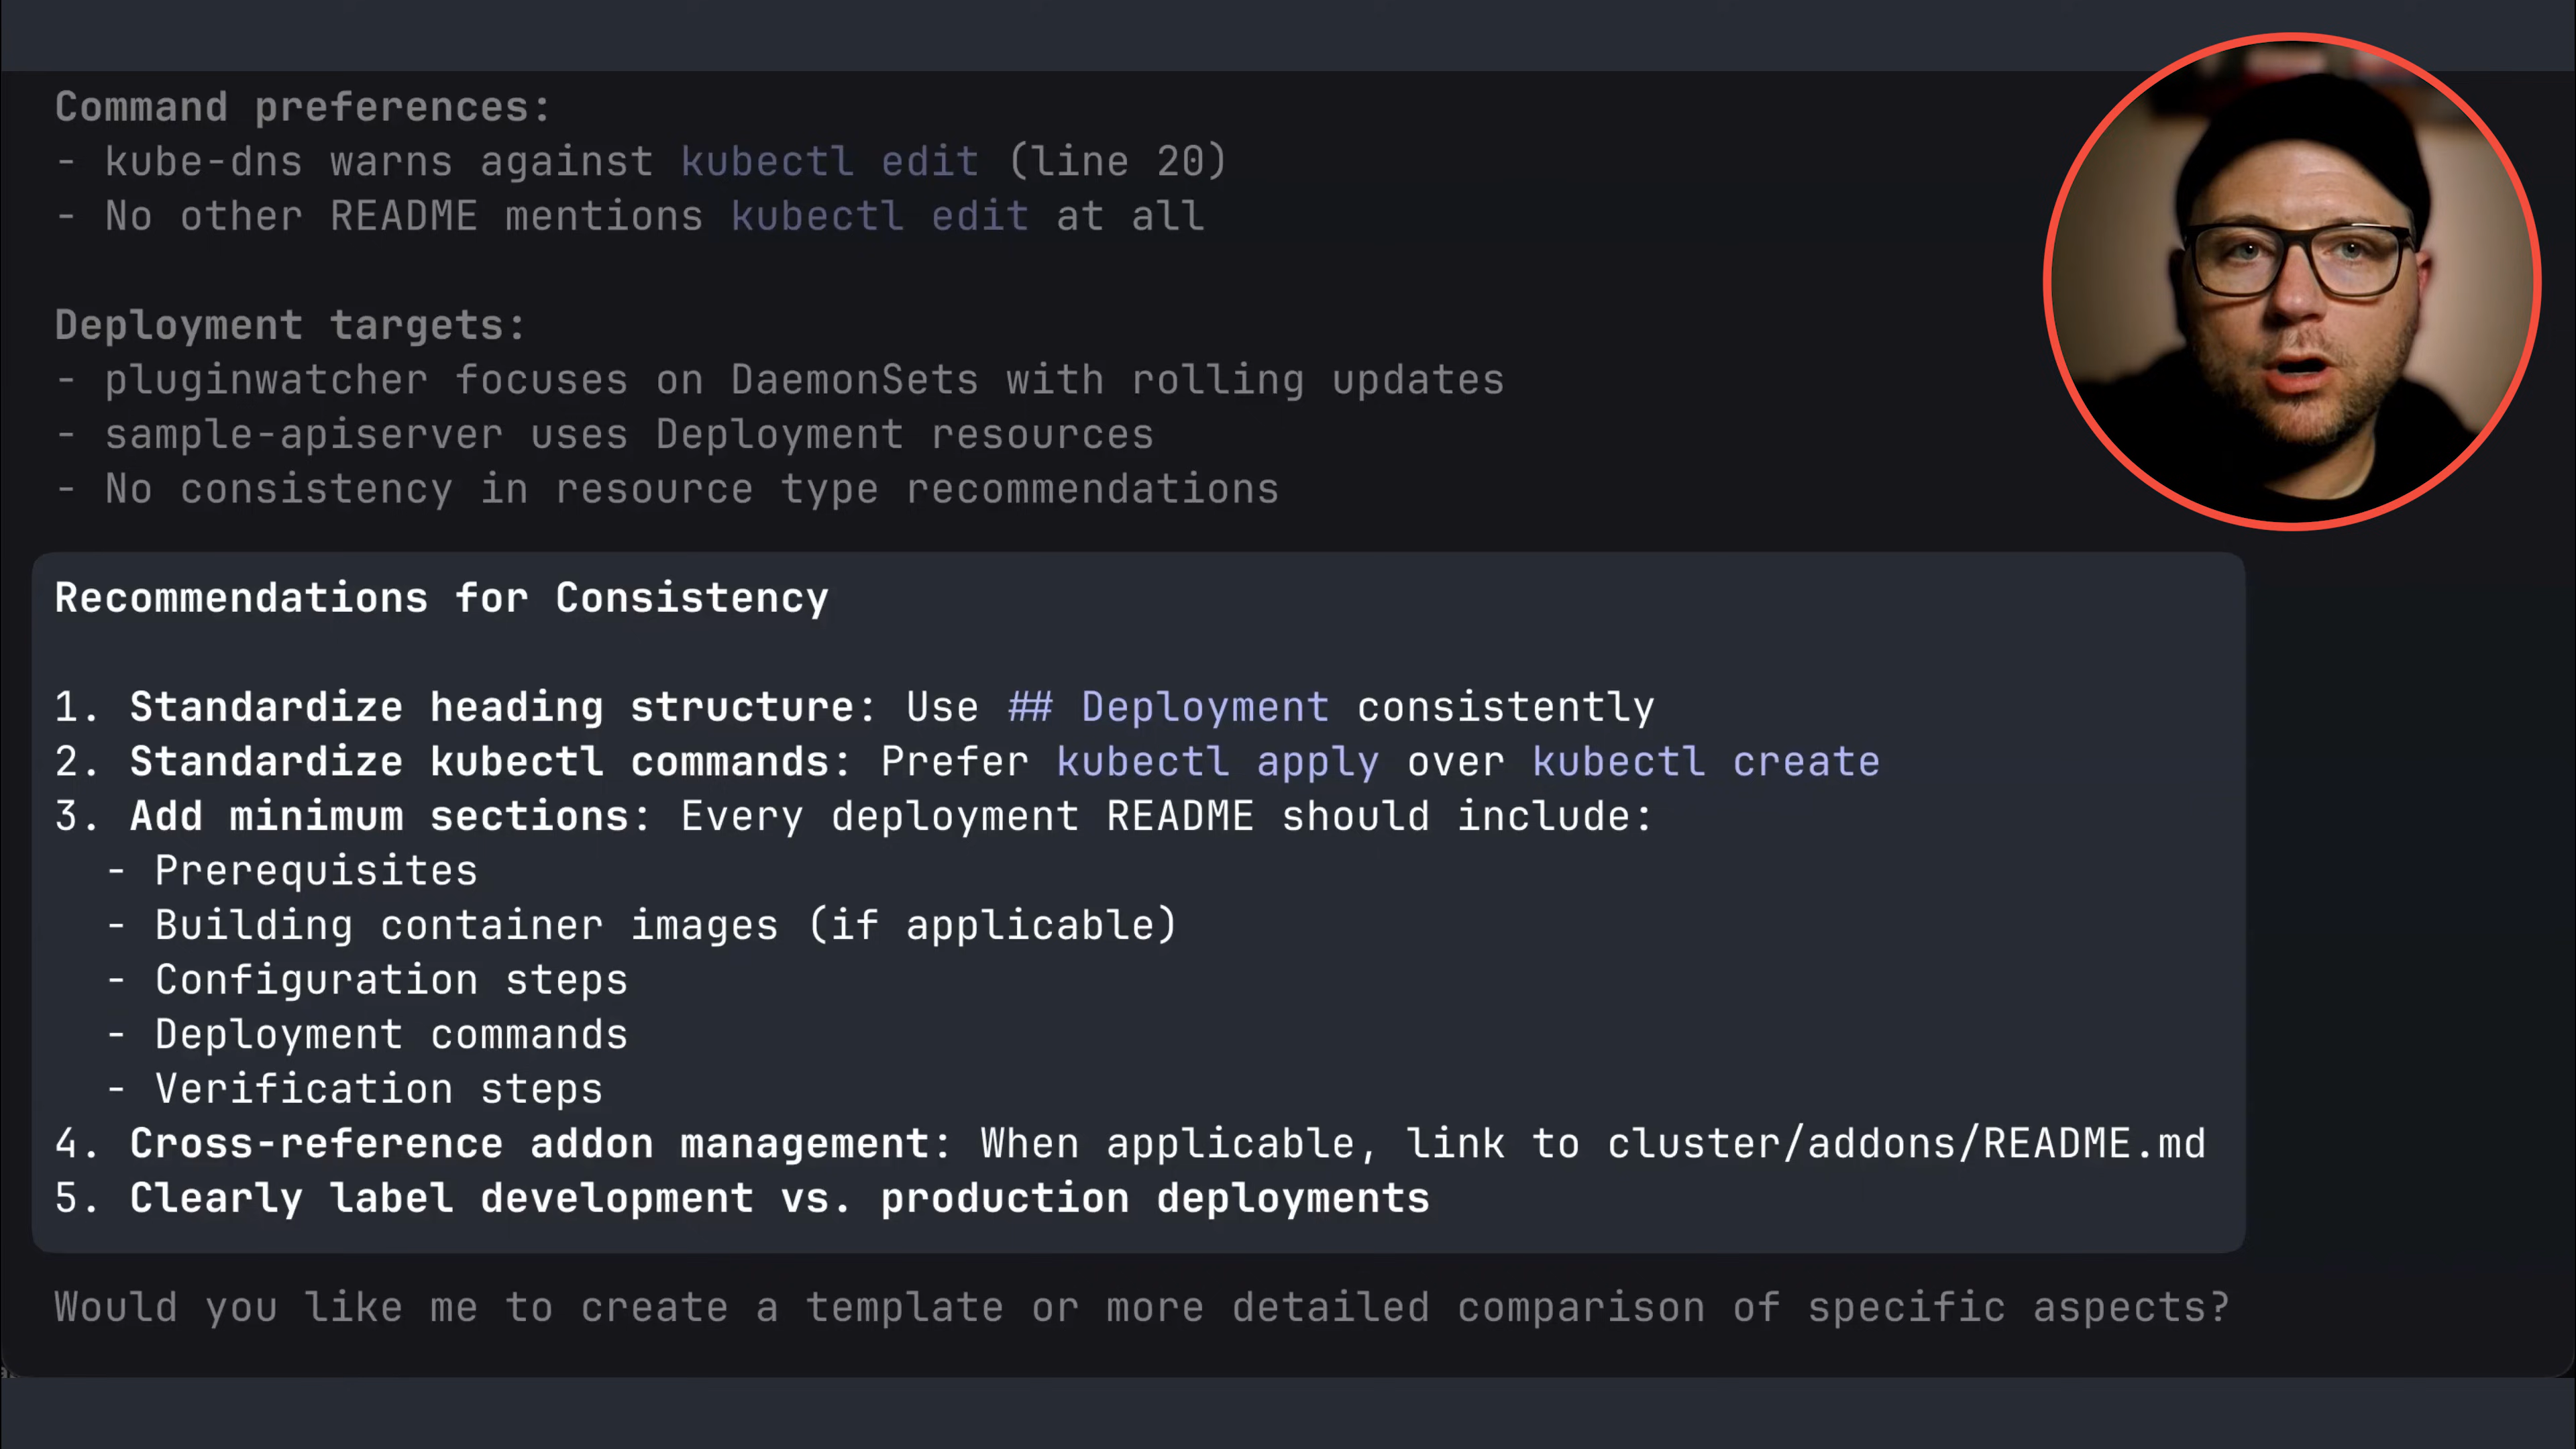 Command preferences:
- kube-dns warns against kubectl edit (line 20)
- No other README mentions kubectl edit at all
Deployment targets:
- pluginwatcher focuses on DaemonSets with rolling updates
- sample-apiserver uses Deployment resources
- No consistency in resource type recommendations
Recommendations for Consistency
1. Standardize heading structure: Use ## Deployment consistently
2. Standardize kubectl commands: Prefer kubectl apply over kubectl create
3. Add minimum sections: Every deployment README should include:
- Prerequisites
- Building container images (if applicable)
- Configuration steps
- Deployment commands
- Verification steps
4. Cross-reference addon management: When applicable, link to cluster/addons/README.md
5. Clearly label development vs. production deployments
Would you like me to create a template or more detailed comparison of specific aspects?